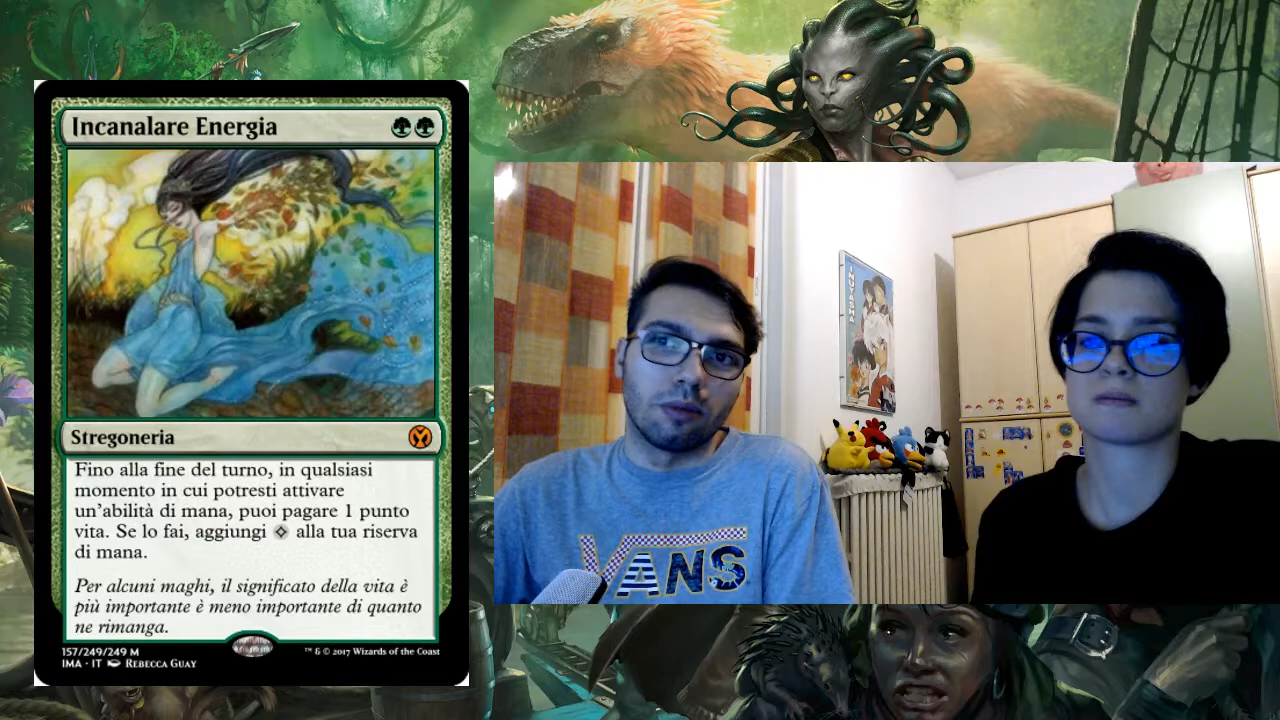 Incanalare Energia
Stregoneria
Fino alla fine del turno, in qualsiasi
momento in cui potresti attivare
un'abilità di mana, puoi pagare 1 punto
vita. Se lo fai, aggiungi alla tua riserva
di mana.
Per alcuni maghi, il significato della vita è
più importante è meno importante di quanto
ne rimanga.
157/249/249 M
IMA · IT Rebecca Guay
™ & © 2017 Wizards of the Coast
INUYASHA
VANS